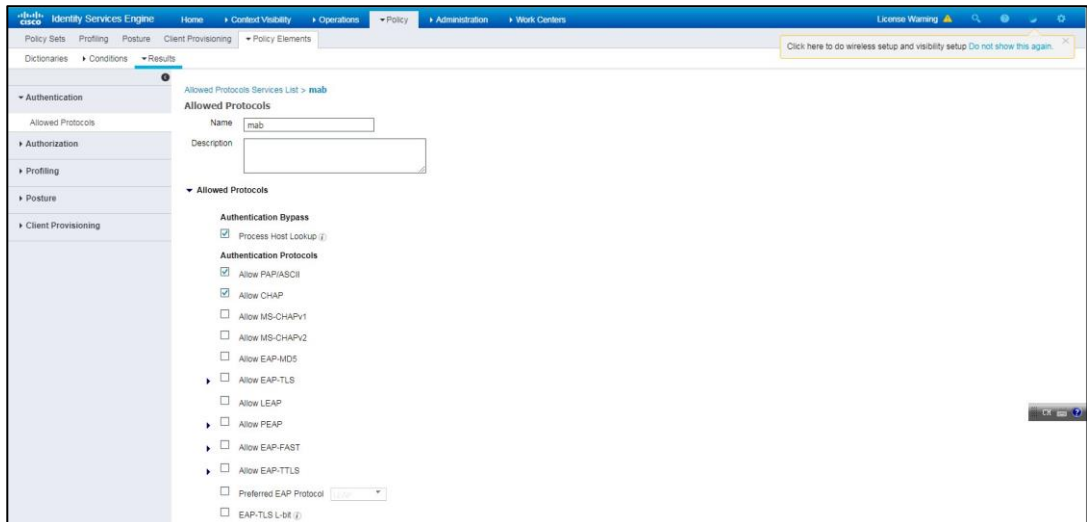 CISCO Identity Services Engine Home Context Visibility Operations Policy Administration Work Centers License Warning
Policy Sets Profiling Posture Client Provisioning Policy Elements
Click here to do wireless setup and visibility setup Do not show this again.
Dictionaries Conditions Results
Authentication
Allowed Protocols
Authorization
Profiling
Posture
Client Provisioning
Allowed Protocols Services List > mab
Allowed Protocols
Name mab
Description
Allowed Protocols
Authentication Bypass
Process Host Lookup
Authentication Protocols
Allow PAP/ASCII
Allow CHAP
Allow MS-CHAPv1
Allow MS-CHAPv2
Allow EAP-MD5
Allow EAP-TLS
Allow LEAP
Allow PEAP
Allow EAP-FAST
Allow EAP-TTLS
Preferred EAP Protocol
EAP-TLS L-bit